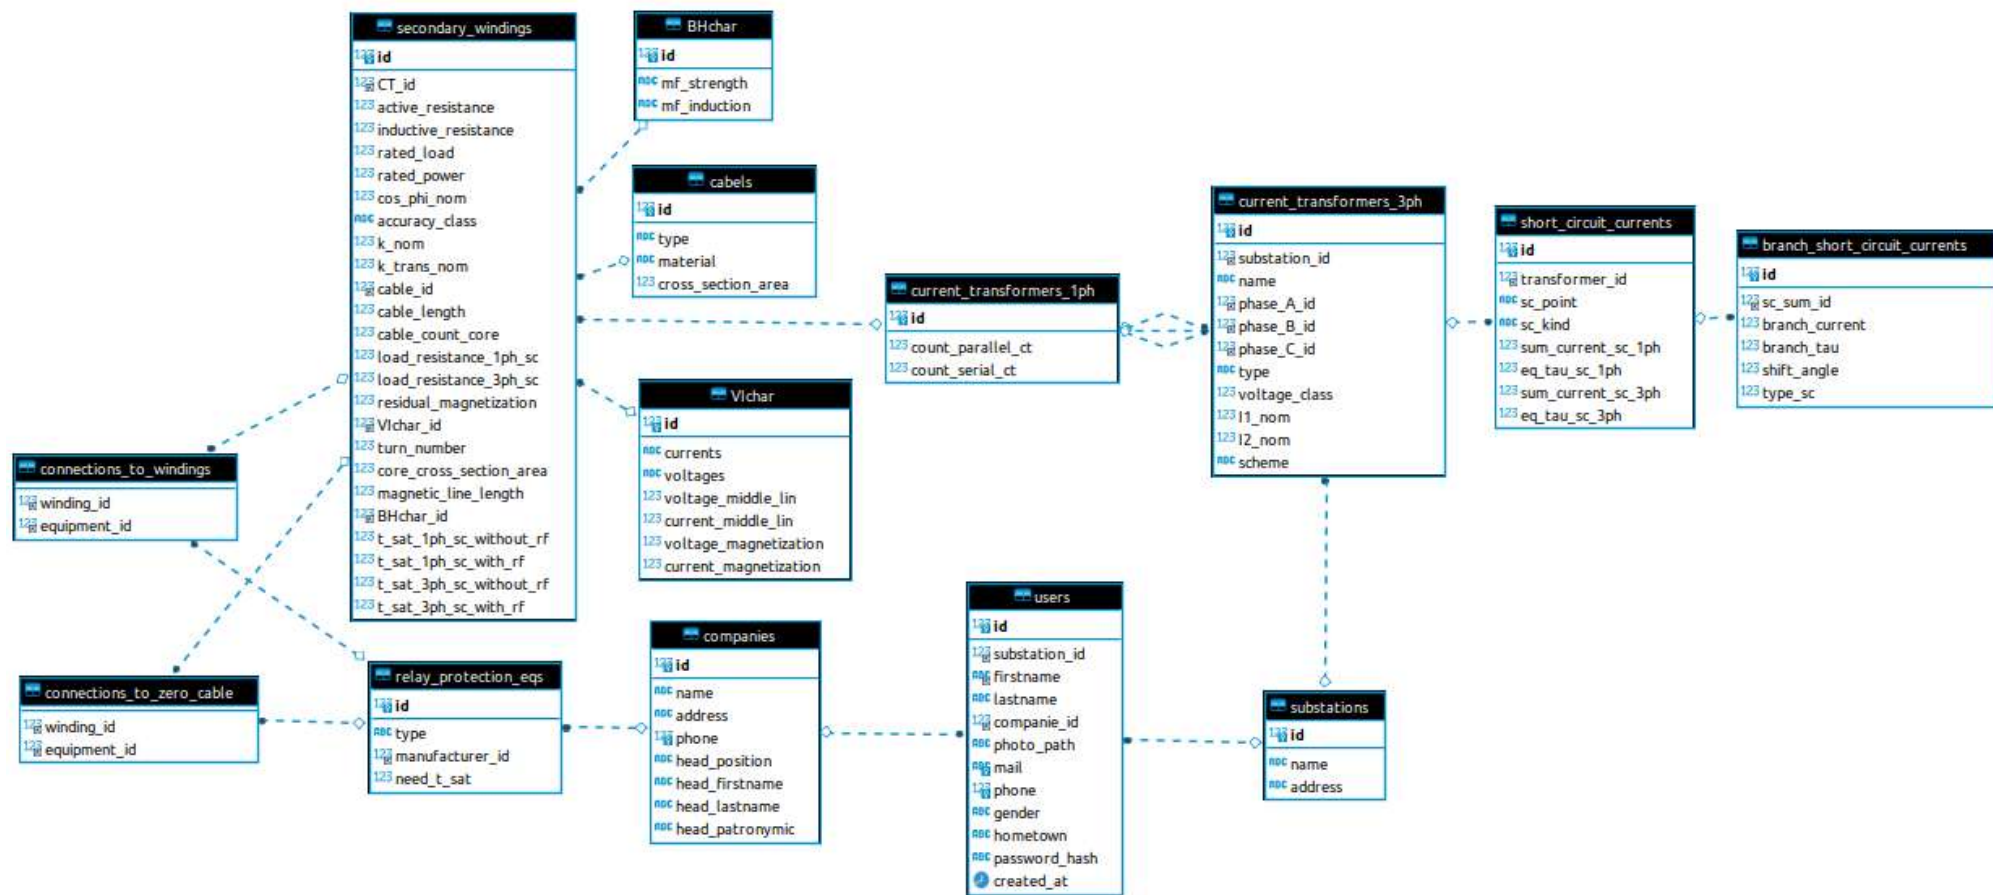 secondary_windings
id
CT_id
active_resistance
inductive_resistance
rated_load
rated_power
cos_phi_nom
accuracy_class
k_nom
k_trans_nom
cable_id
cable_length
cable_count_core
load_resistance_1ph_sc
load_resistance_3ph_sc
residual_magnetization
VIchar_id
turn_number
core_cross_section_area
magnetic_line_length
BHchar_id
t_sat_1ph_sc_without_rf
t_sat_1ph_sc_with_rf
t_sat_3ph_sc_without_rf
t_sat_3ph_sc_with_rf
BHchar
id
mf_strength
mf_induction
cabels
id
type
material
cross_section_area
current_transformers_1ph
id
count_parallel_ct
count_serial_ct
VIchar
id
currents
voltages
voltage_middle_lin
current_middle_lin
voltage_magnetization
current_magnetization
current_transformers_3ph
id
substation_id
name
phase_A_id
phase_B_id
phase_C_id
type
voltage_class
I1_nom
I2_nom
scheme
short_circuit_currents
id
transformer_id
sc_point
sc_kind
sum_current_sc_1ph
eq_tau_sc_1ph
sum_current_sc_3ph
eq_tau_sc_3ph
branch_short_circuit_currents
id
sc_sum_id
branch_current
branch_tau
shift_angle
type_sc
connections_to_windings
winding_id
equipment_id
connections_to_zero_cable
winding_id
equipment_id
relay_protection_eqs
id
type
manufacturer_id
need_t_sat
companies
id
name
address
phone
head_position
head_firstname
head_lastname
head_patronymic
users
id
substation_id
firstname
lastname
companie_id
photo_path
mail
phone
gender
hometown
password_hash
created_at
substations
id
name
address